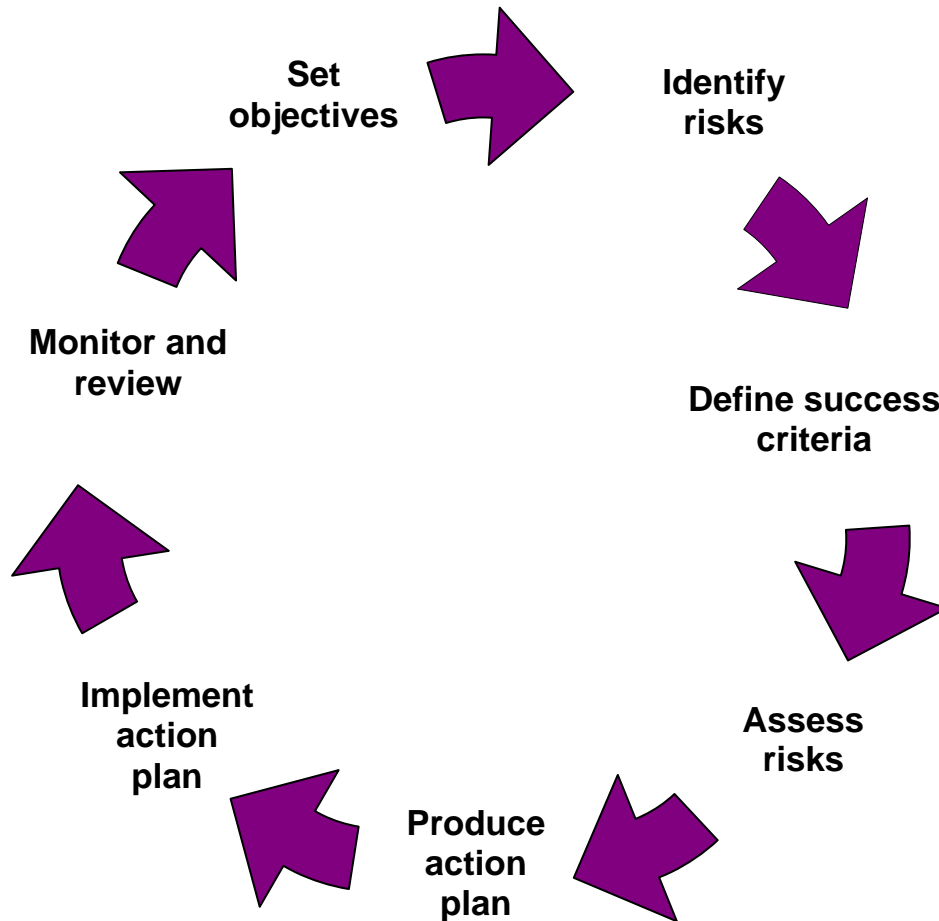 Set
objectives
Identify
risks
Define success
criteria
Assess
risks
Produce
action
plan
Implement
action
plan
Monitor and
review